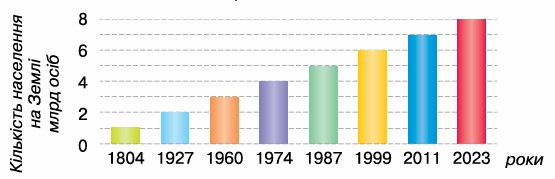 Кількість населення
на Землі
млрд осіб
8
6
4
2
0
1804 1927 1960 1974 1987 1999 2011 2023 роки